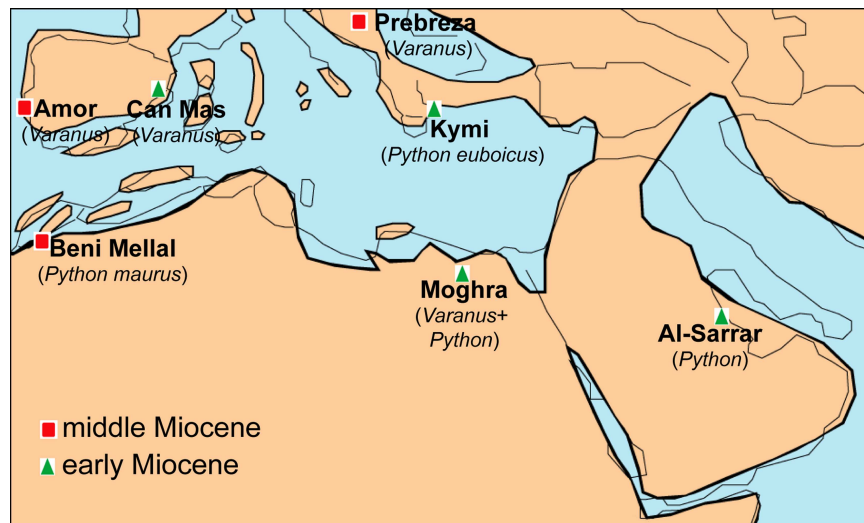 Prebreza
(Varanus)
Amor
(Varanus)
Can Mas
(Varanus)
Kymi
(Python euboicus)
Beni Mellal
(Python maurus)
Moghra
(Varanus+
Python)
Al-Sarrar
(Python)
middle Miocene
early Miocene